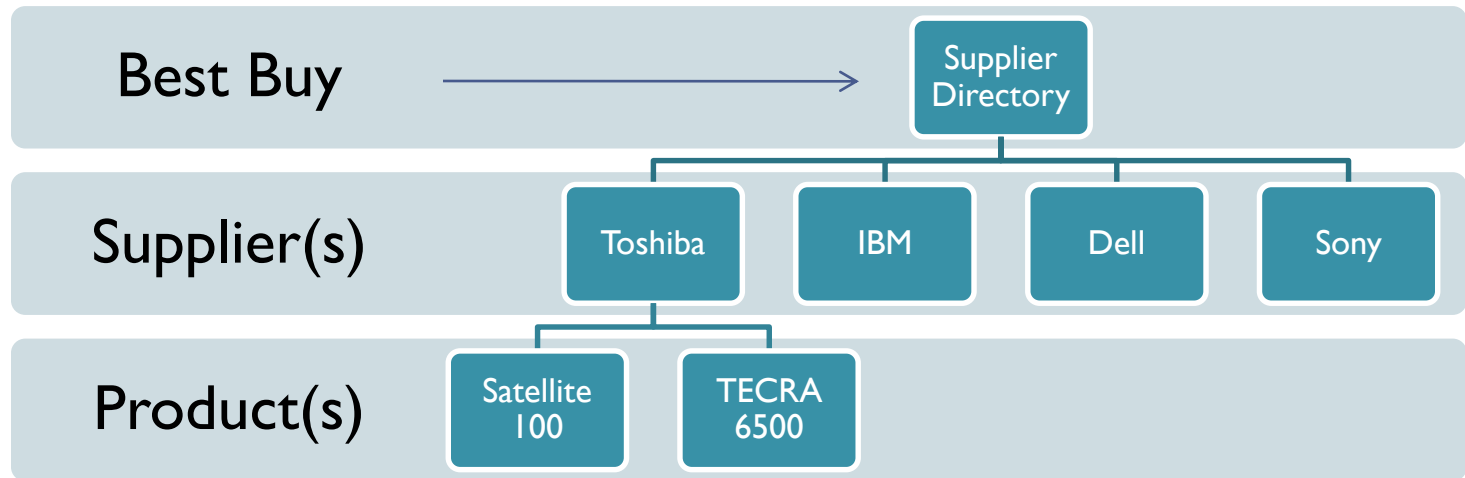 Best Buy
Supplier
Directory
Supplier(s)
Toshiba
IBM
Dell
Sony
Product(s)
Satellite
100
TECRA
6500